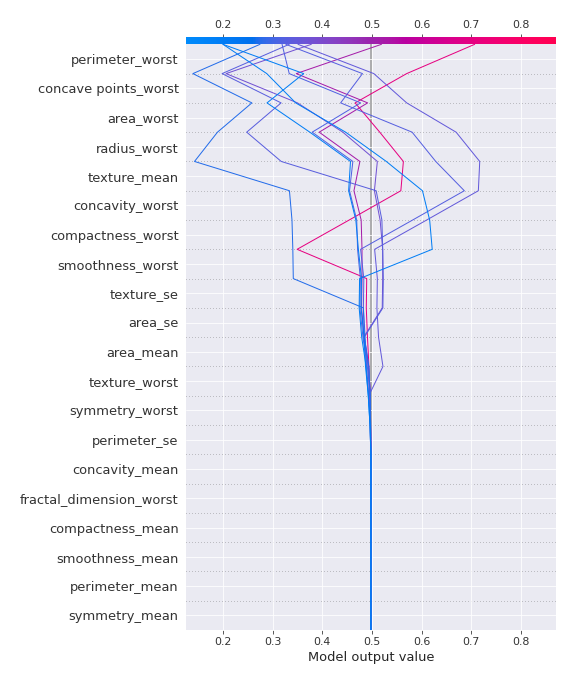 0.2 0.3 0.4 0.5 0.6 0.7 0.8
perimeter_worst
concave points_worst
area_worst
radius_worst
texture_mean
concavity_worst
compactness_worst
smoothness_worst
texture_se
area_se
area_mean
texture_worst
symmetry_worst
perimeter_se
concavity_mean
fractal_dimension_worst
compactness_mean
smoothness_mean
perimeter_mean
symmetry_mean
0.2 0.3 0.4 0.5 0.6 0.7 0.8
Model output value